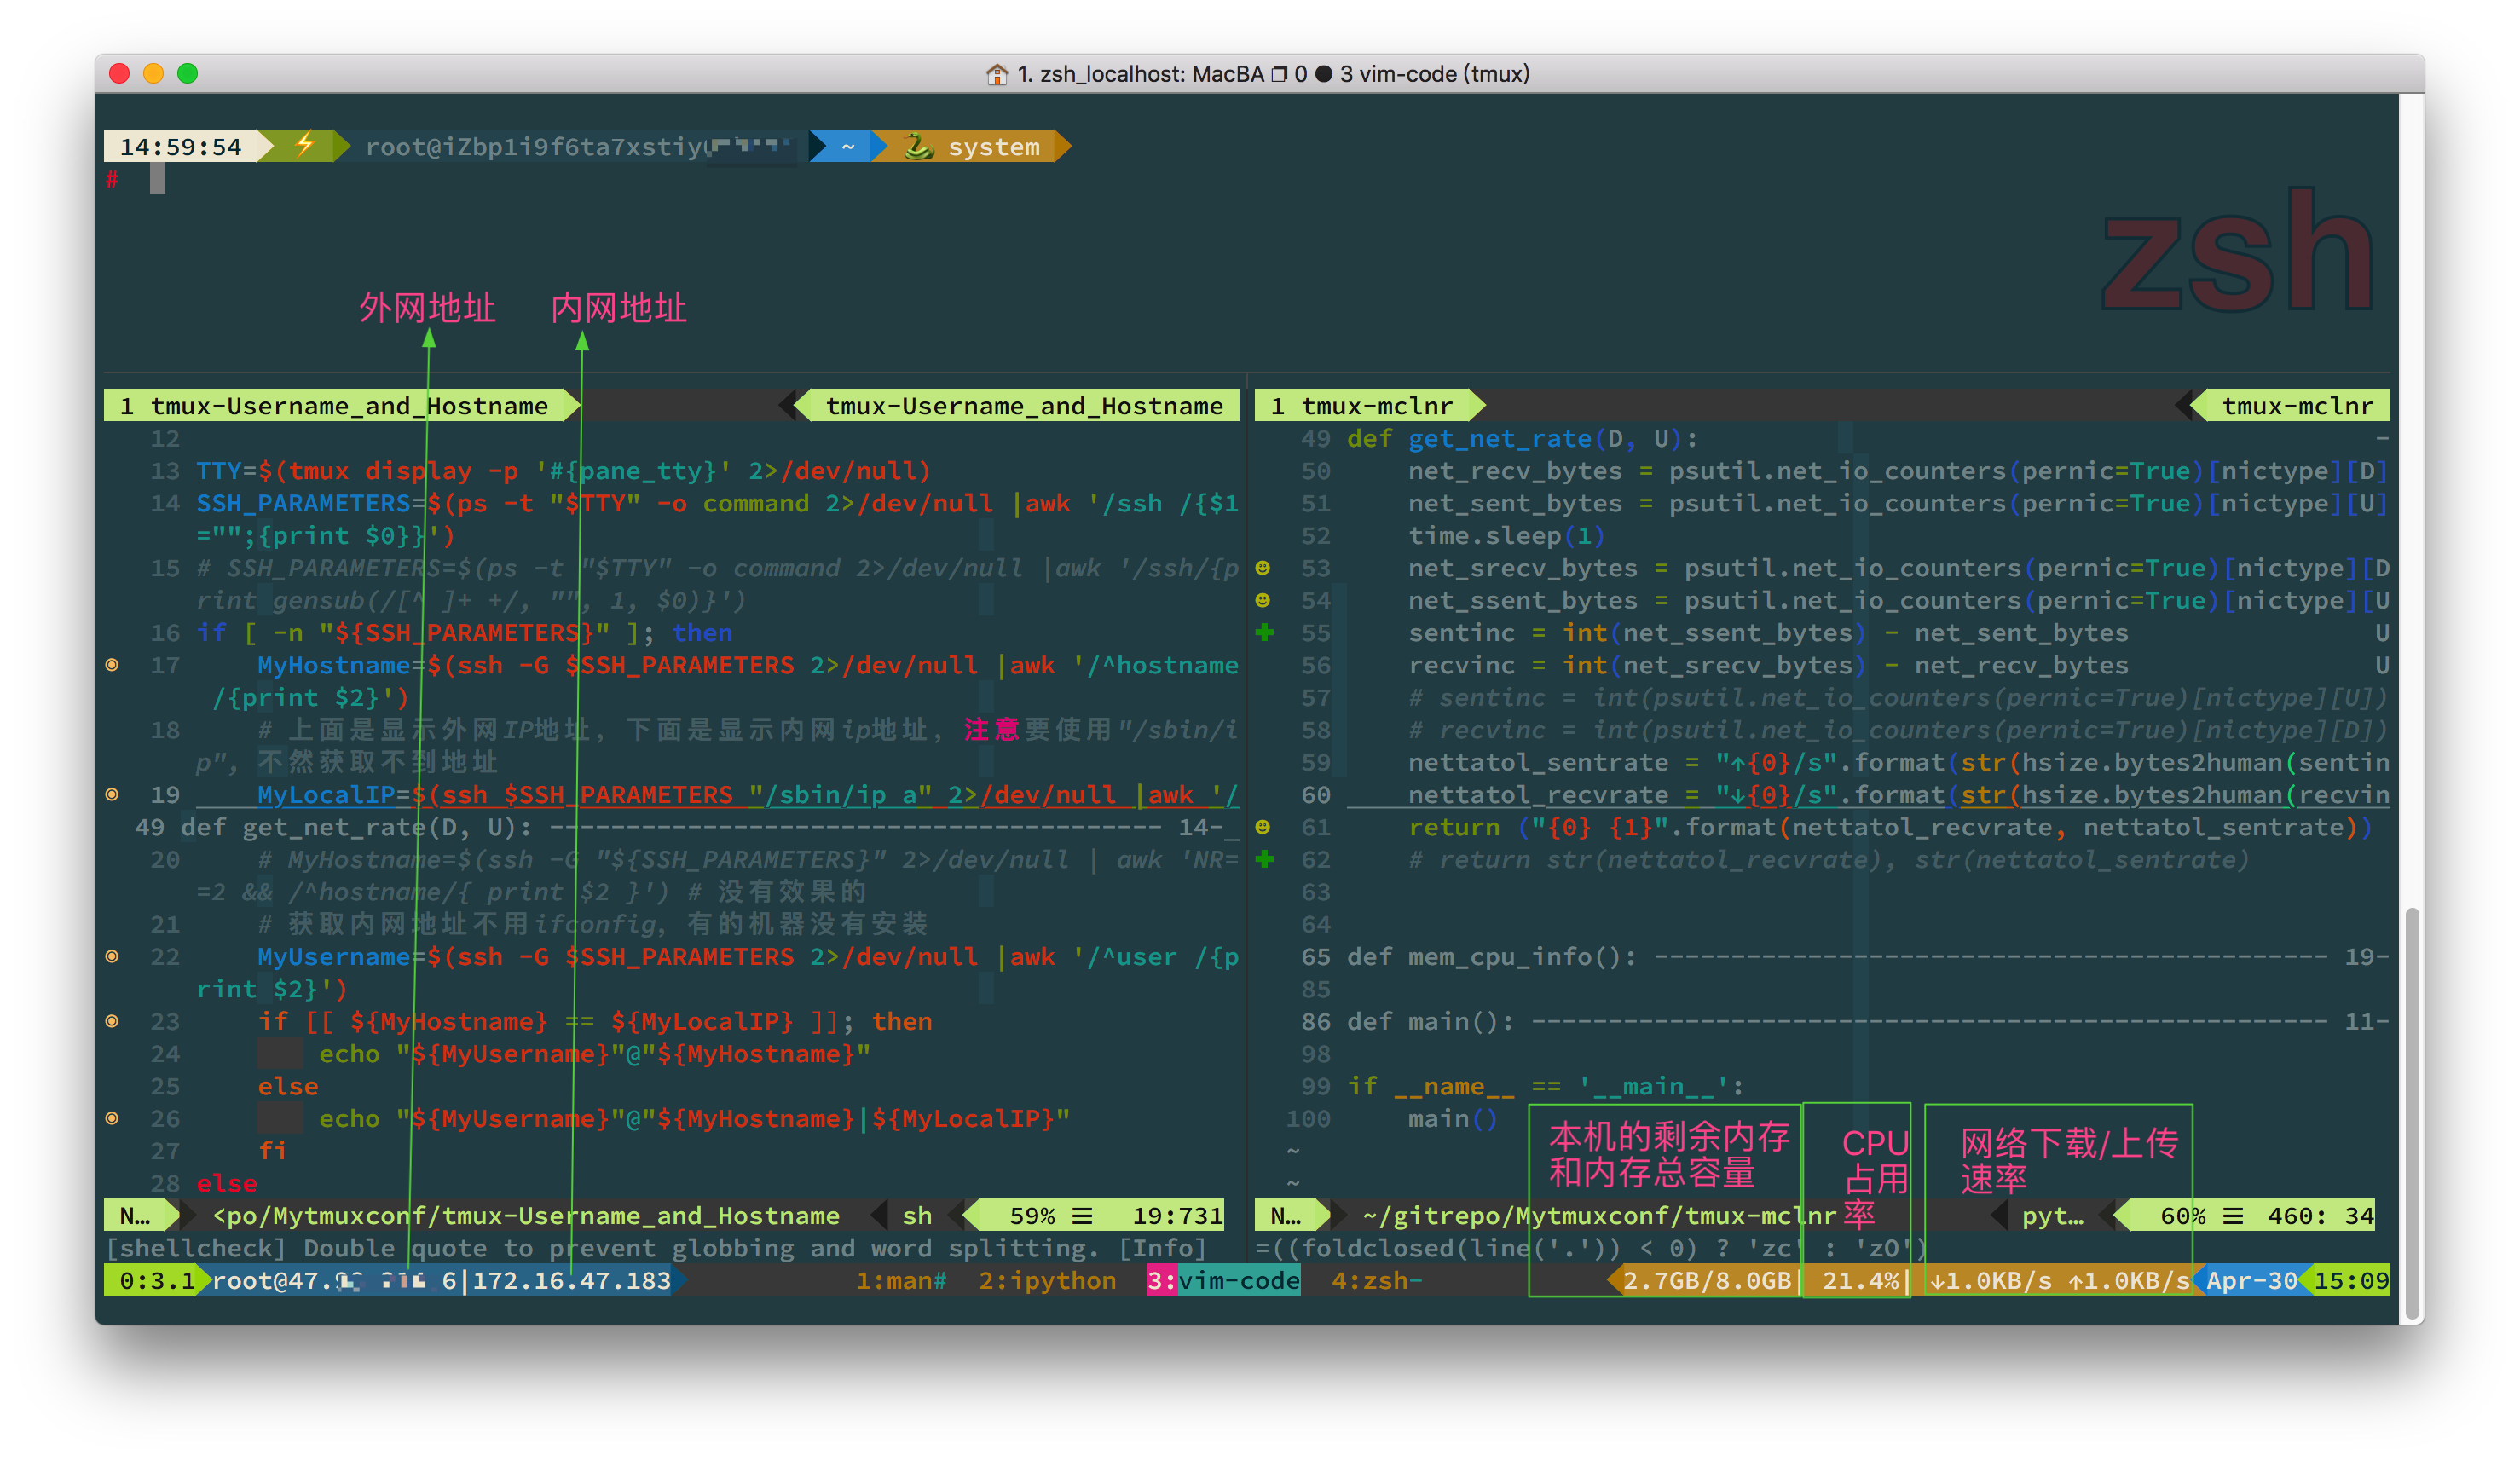 1. zsh_localhost: MacBA ❐ 0 ● 3 vim-code (tmux)
14:59:54 ⚡ root@iZbp1i9f6ta7xstiy ~ 🐍 system
#
zsh
外网地址 内网地址
1 tmux-Username_and_Hostname tmux-Username_and_Hostname
12
13 TTY=$(tmux display -p '#{pane_tty}' 2>/dev/null)
14 SSH_PARAMETERS=$(ps -t "$TTY" -o command 2>/dev/null |awk '/ssh /{$1
="";{print $0}}')
15 # SSH_PARAMETERS=$(ps -t "$TTY" -o command 2>/dev/null |awk '/ssh/{p
rint gensub(/[^ ]+ +/, "", 1, $0)}')
16 if [ -n "${SSH_PARAMETERS}" ]; then
17 MyHostname=$(ssh -G $SSH_PARAMETERS 2>/dev/null |awk '/^hostname
/{print $2}')
18 # 上面是显示外网IP地址, 下面是显示内网ip地址, 注意要使用"/sbin/i
p", 不然获取不到地址
19 MyLocalIP=$(ssh $SSH_PARAMETERS "/sbin/ip a" 2>/dev/null |awk '/
49 def get_net_rate(D, U): ---------------------------------------- 14-_
20 # MyHostname=$(ssh -G "${SSH_PARAMETERS}" 2>/dev/null | awk 'NR=
=2 && /^hostname/{ print $2 }') # 没有效果的
21 # 获取内网地址不用ifconfig, 有的机器没有安装
22 MyUsername=$(ssh -G $SSH_PARAMETERS 2>/dev/null |awk '/^user /{p
rint $2}')
23 if [[ ${MyHostname} == ${MyLocalIP} ]]; then
24 echo "${MyUsername}"@"${MyHostname}"
25 else
26 echo "${MyUsername}"@"${MyHostname}|${MyLocalIP}"
27 fi
28 else
N… <po/Mytmuxconf/tmux-Username_and_Hostname sh 59% ☰ 19:731
[shellcheck] Double quote to prevent globbing and word splitting. [Info]
1 tmux-mclnr tmux-mclnr
49 def get_net_rate(D, U): -
50 net_recv_bytes = psutil.net_io_counters(pernic=True)[nictype][D]
51 net_sent_bytes = psutil.net_io_counters(pernic=True)[nictype][U]
52 time.sleep(1)
53 net_srecv_bytes = psutil.net_io_counters(pernic=True)[nictype][D
54 net_ssent_bytes = psutil.net_io_counters(pernic=True)[nictype][U
55 sentinc = int(net_ssent_bytes) - net_sent_bytes U
56 recvinc = int(net_srecv_bytes) - net_recv_bytes U
57 # sentinc = int(psutil.net_io_counters(pernic=True)[nictype][U])
58 # recvinc = int(psutil.net_io_counters(pernic=True)[nictype][D])
59 nettatol_sentrate = "↑{0}/s".format(str(hsize.bytes2human(sentin
60 nettatol_recvrate = "↓{0}/s".format(str(hsize.bytes2human(recvin
61 return ("{0} {1}".format(nettatol_recvrate, nettatol_sentrate))
62 # return str(nettatol_recvrate), str(nettatol_sentrate)
63
64
65 def mem_cpu_info(): -------------------------------------------- 19-
85
86 def main(): ---------------------------------------------------- 11-
98
99 if __name__ == '__main__':
100 main()
~
~
本机的剩余内存
和内存总容量
CPU
占用
率
网络下载/上传
速率
N… ~/gitrepo/Mytmuxconf/tmux-mclnr pyt… 60% ☰ 460: 34
=((foldclosed(line('.')) < 0) ? 'zc' : 'zO')
0:3.1 root@47. 6|172.16.47.183 1:man# 2:ipython 3:vim-code 4:zsh- 2.7GB/8.0GB| 21.4%| ↓1.0KB/s ↑1.0KB/s Apr-30 15:09